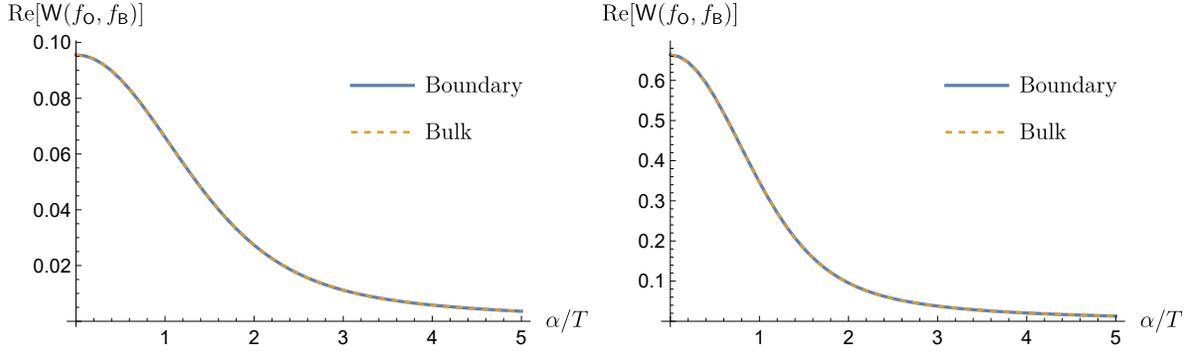 Re[W(f_O, f_B)]
0.10
0.08
0.06
0.04
0.02
1 2 3 4 5
α/T
Boundary
Bulk
Re[W(f_O, f_B)]
0.6
0.5
0.4
0.3
0.2
0.1
1 2 3 4 5
α/T
Boundary
Bulk